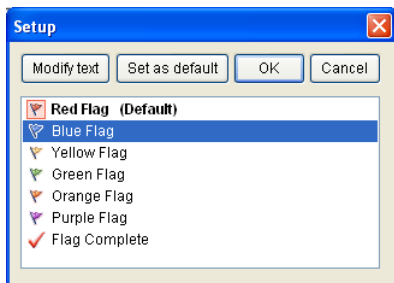 Setup
Modify text Set as default OK Cancel
Red Flag (Default)
Blue Flag
Yellow Flag
Green Flag
Orange Flag
Purple Flag
Flag Complete